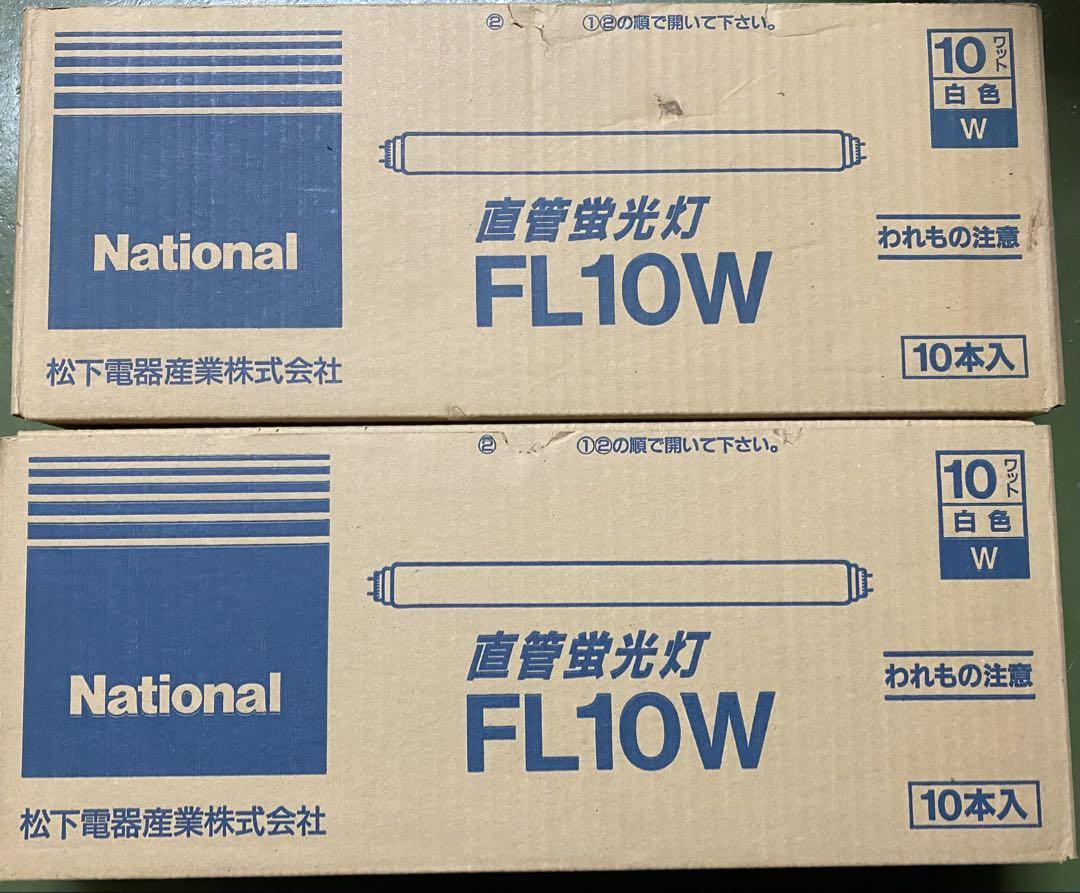 ② ①②の順で開いて下さい。
10ワット
白色
W
National
直管蛍光灯
FL10W
われもの注意
10本入
松下電器産業株式会社
② ①②の順で開いて下さい。
10ワット
白色
W
National
直管蛍光灯
FL10W
われもの注意
10本入
松下電器産業株式会社